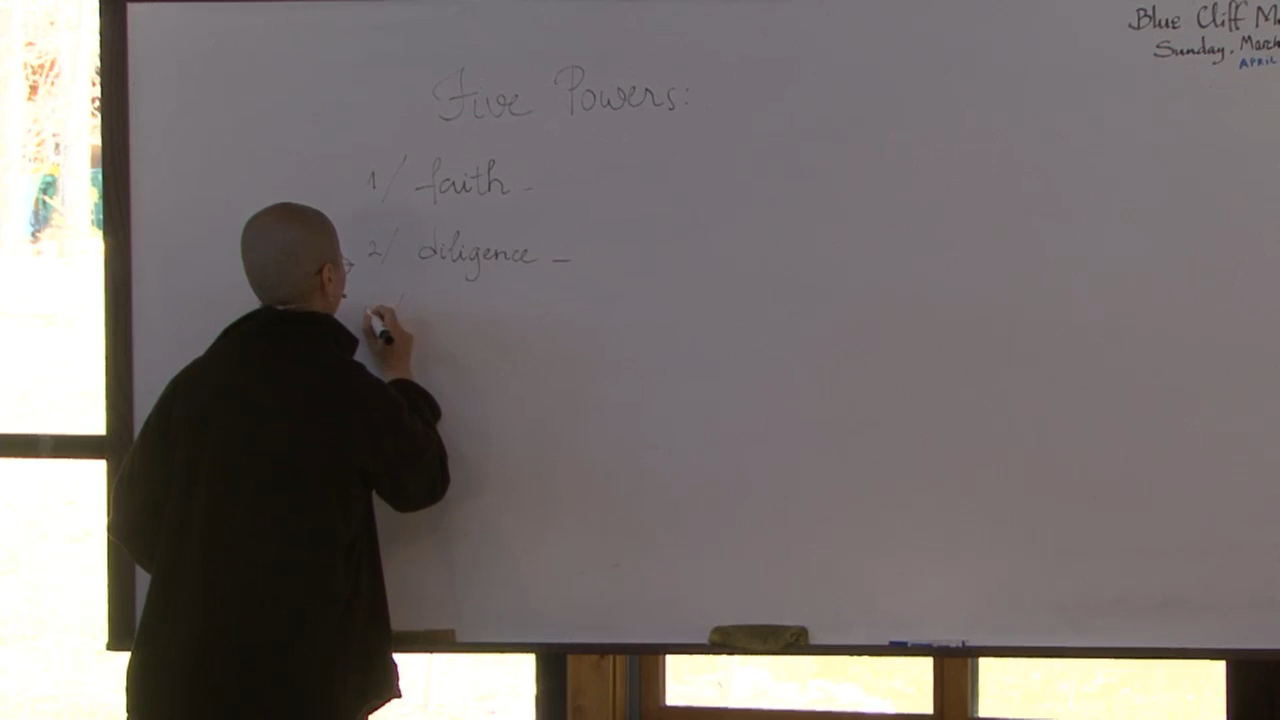 Blue Cliff M
Sunday, March
APRIL
Five Powers:
1/ faith -
2/ diligence -